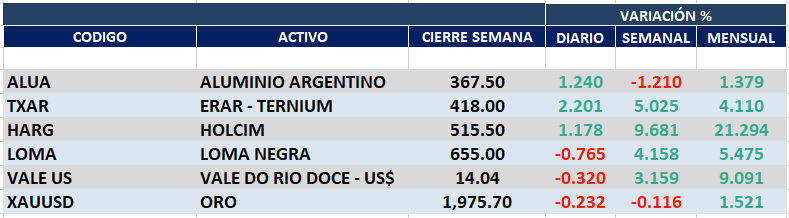 VARIACIÓN %
CODIGO ACTIVO CIERRE SEMANA DIARIO SEMANAL MENSUAL
ALUA ALUMINIO ARGENTINO 367.50 1.240 -1.210 1.379
TXAR ERAR - TERNIUM 418.00 2.201 5.025 4.110
HARG HOLCIM 515.50 1.178 9.681 21.294
LOMA LOMA NEGRA 655.00 -0.765 4.158 5.475
VALE US VALE DO RIO DOCE - US$ 14.04 -0.320 3.159 9.091
XAUUSD ORO 1,975.70 -0.232 -0.116 1.521